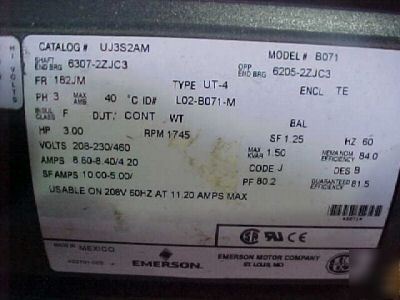 HI VOLTS
CATALOG # UJ3S2AM MODEL # B071
SHAFT END BRG 6307-2ZJC3 OPP END BRG 6205-2ZJC3
FR 182JM TYPE UT-4 ENCL TE
PH 3 MAX AMB 40 °C ID# L02-B071-M
INSUL CLASS F DUTY CONT WT BAL
HP 3.00 RPM 1745 SF 1.25 HZ 60
VOLTS 208-230/460 MAX KVAR 1.50 NEMA NOM EFFICIENCY 84.0
AMPS 8.60-8.40/4.20 CODE J DES B
SF AMPS 10.00-5.00/ PF 80.2 GUARANTEED EFFICIENCY 81.5
USABLE ON 208V 60HZ AT 11.20 AMPS MAX
MADE IN MEXICO
EMERSON
EMERSON MOTOR COMPANY
ST. LOUIS, MO